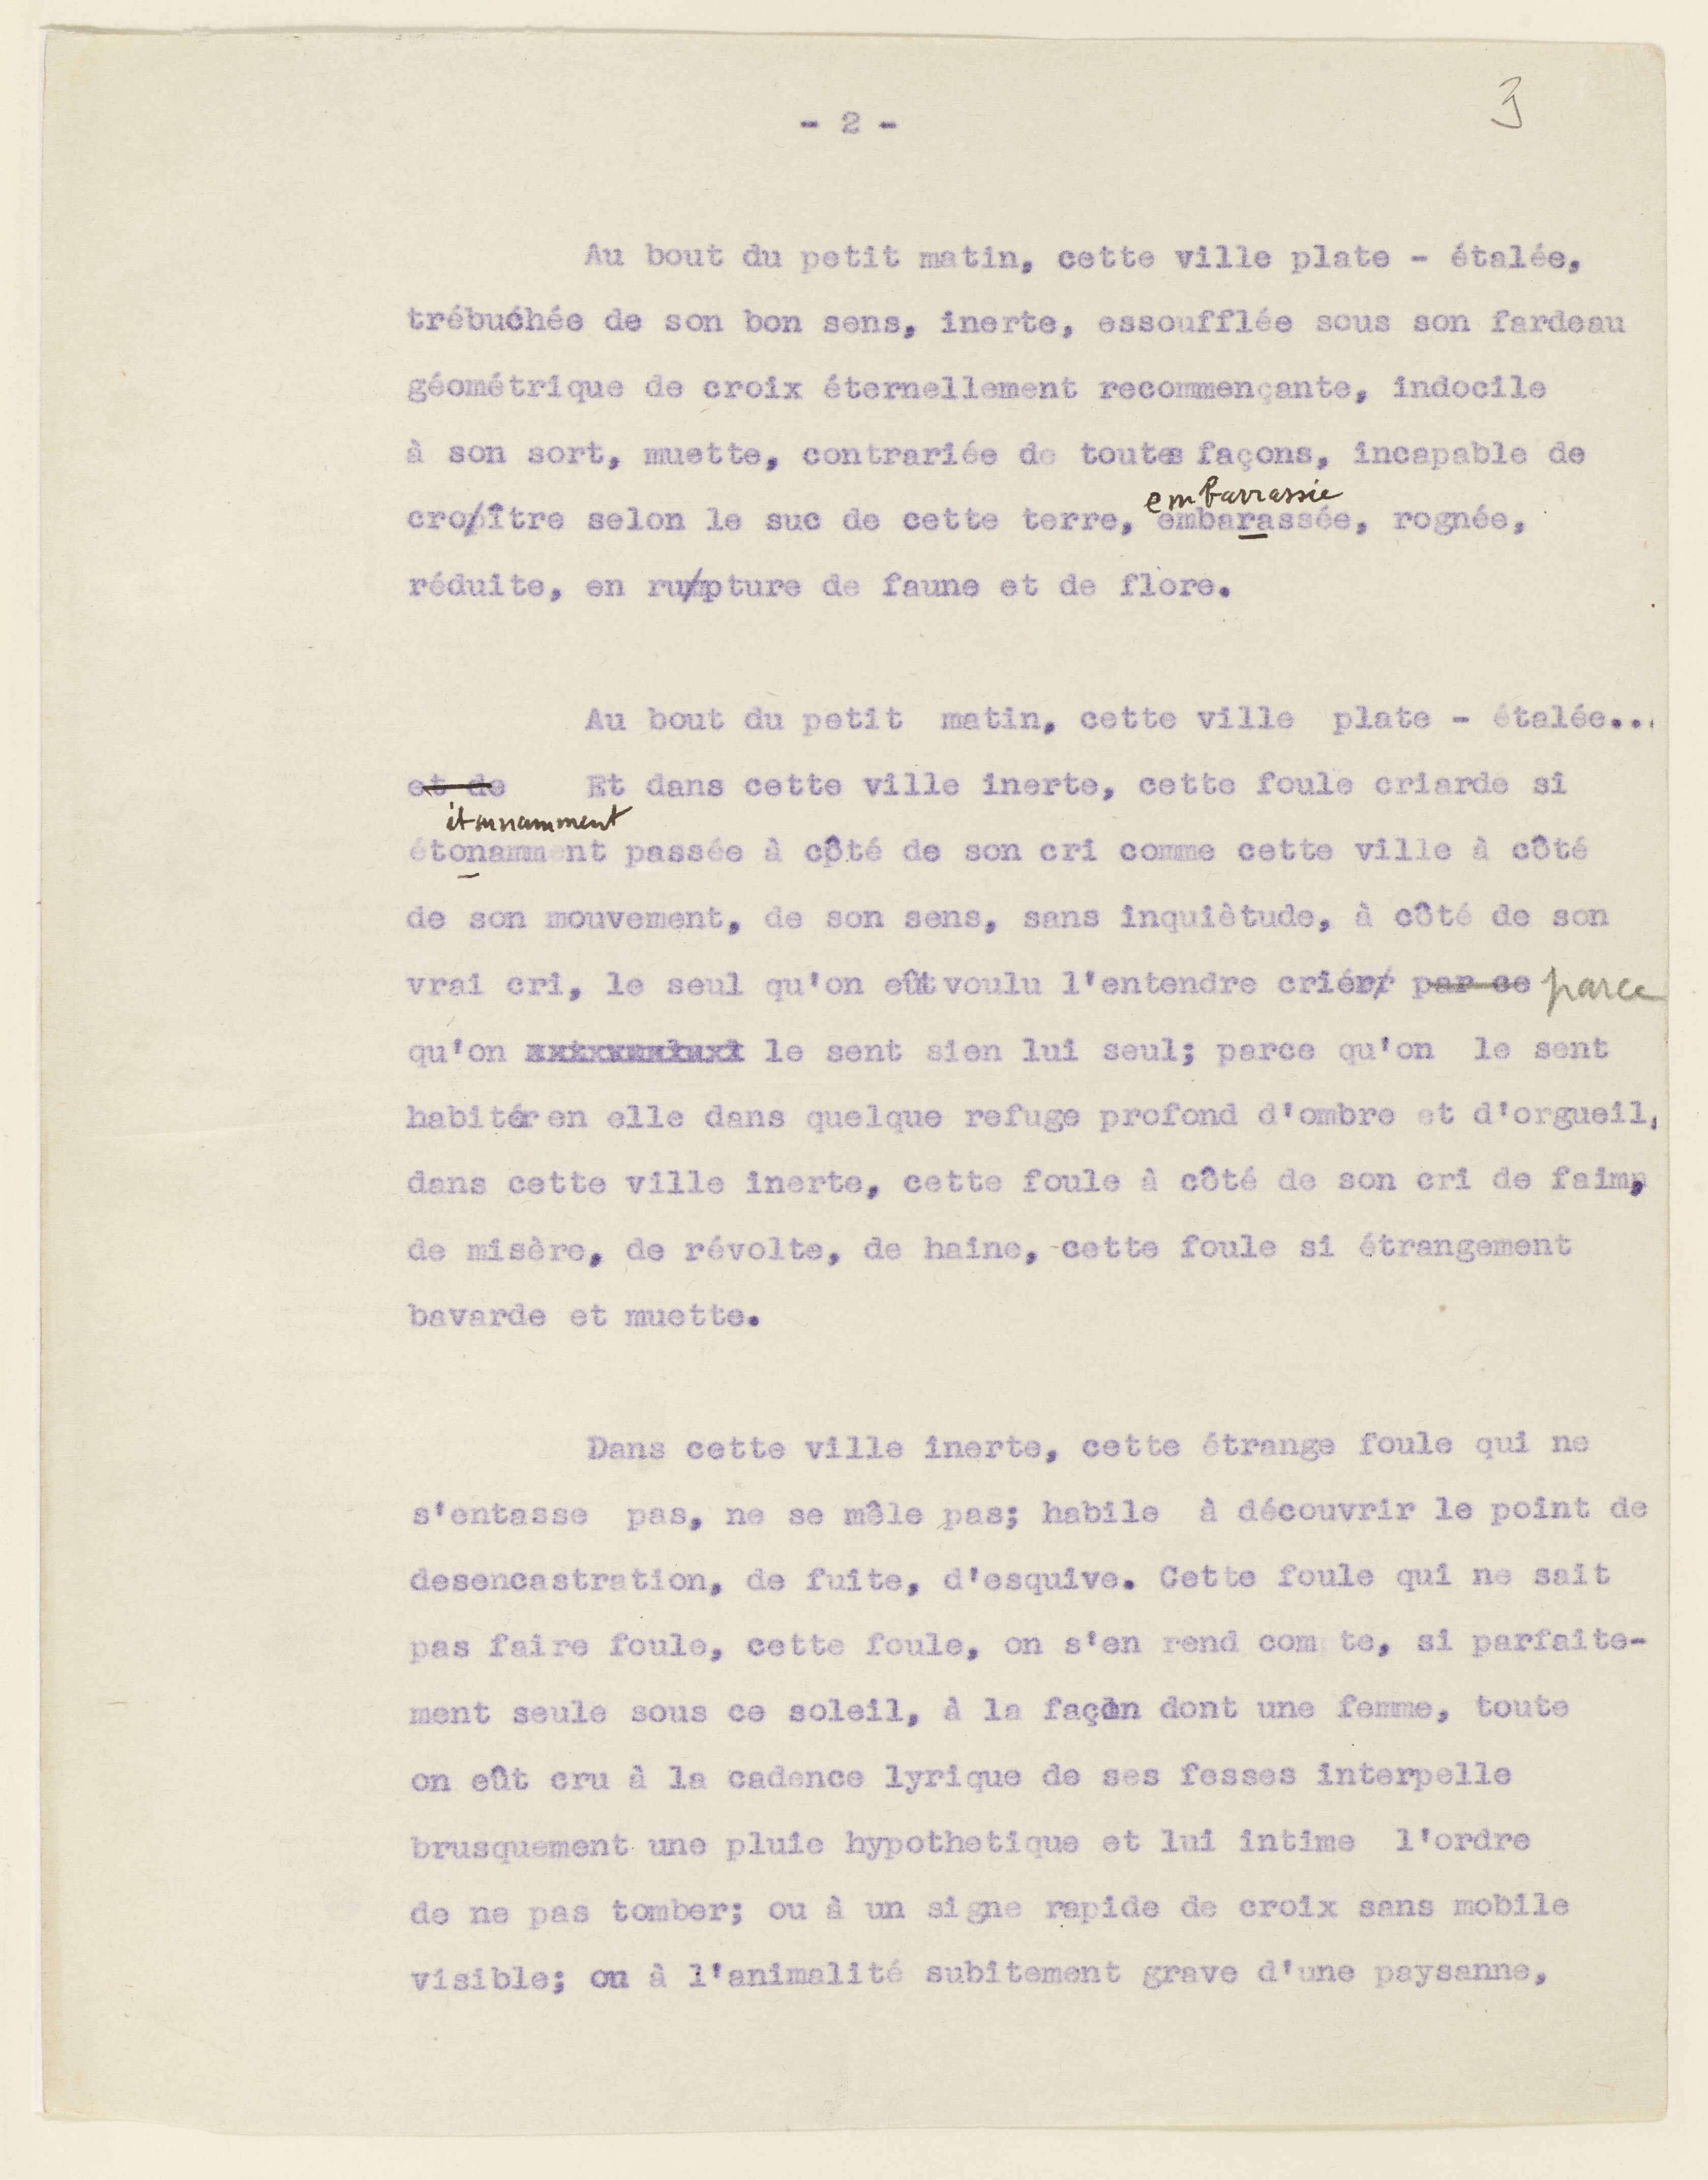 - 2 -
3
Au bout du petit matin, cette ville plate - étalée,
trébuchée de son bon sens, inerte, essoufflée sous son fardeau
géométrique de croix éternellement recommençante, indocile
à son sort, muette, contrariée de toutes façons, incapable de
embarrassée
croître selon le suc de cette terre, embarassée, rognée,
réduite, en rupture de faune et de flore.
Au bout du petit matin, cette ville plate - étalée...
et de Et dans cette ville inerte, cette foule criarde si
étonnamment
étonamment passée à côté de son cri comme cette ville à côté
de son mouvement, de son sens, sans inquiètude, à côté de son
vrai cri, le seul qu'on eût voulu l'entendre crier par ce parce
qu'on le sent sien lui seul; parce qu'on le sent
habiter en elle dans quelque refuge profond d'ombre et d'orgueil,
dans cette ville inerte, cette foule à côté de son cri de faim,
de misère, de révolte, de haine, cette foule si étrangement
bavarde et muette.
Dans cette ville inerte, cette étrange foule qui ne
s'entasse pas, ne se mêle pas; habile à découvrir le point de
desencastration, de fuite, d'esquive. Cette foule qui ne sait
pas faire foule, cette foule, on s'en rend compte, si parfaite-
ment seule sous ce soleil, à la façon dont une femme, toute
on eût cru à la cadence lyrique de ses fesses interpelle
brusquement une pluie hypothetique et lui intime l'ordre
de ne pas tomber; ou à un signe rapide de croix sans mobile
visible; ou à l'animalité subitement grave d'une paysanne,